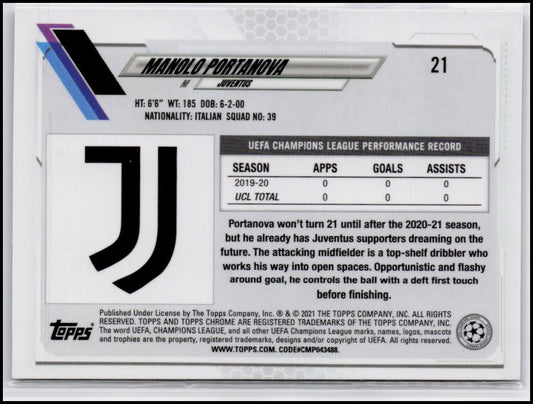 MANOLO PORTANOVA
21
M JUVENTUS
HT: 6'6" WT: 185 DOB: 6-2-00
NATIONALITY: ITALIAN SQUAD NO: 39
UEFA CHAMPIONS LEAGUE PERFORMANCE RECORD
SEASON APPS GOALS ASSISTS
2019-20 0 0 0
UCL TOTAL 0 0 0
Portanova won't turn 21 until after the 2020-21 season,
but he already has Juventus supporters dreaming on the
future. The attacking midfielder is a top-shelf dribbler who
works his way into open spaces. Opportunistic and flashy
around goal, he controls the ball with a deft first touch
before finishing.
Topps
Published Under License by The Topps Company, Inc. ® & © 2021 THE TOPPS COMPANY, INC. ALL RIGHTS
RESERVED. TOPPS AND TOPPS CHROME ARE REGISTERED TRADEMARKS OF THE TOPPS COMPANY, INC.
The word UEFA, CHAMPIONS LEAGUE, and all other UEFA Champions League marks, names, logos, mascots
and trophies are the property, registered trademarks, designs and/or copyright of UEFA. All rights reserved.
WWW.TOPPS.COM. CODE#CMP043488.